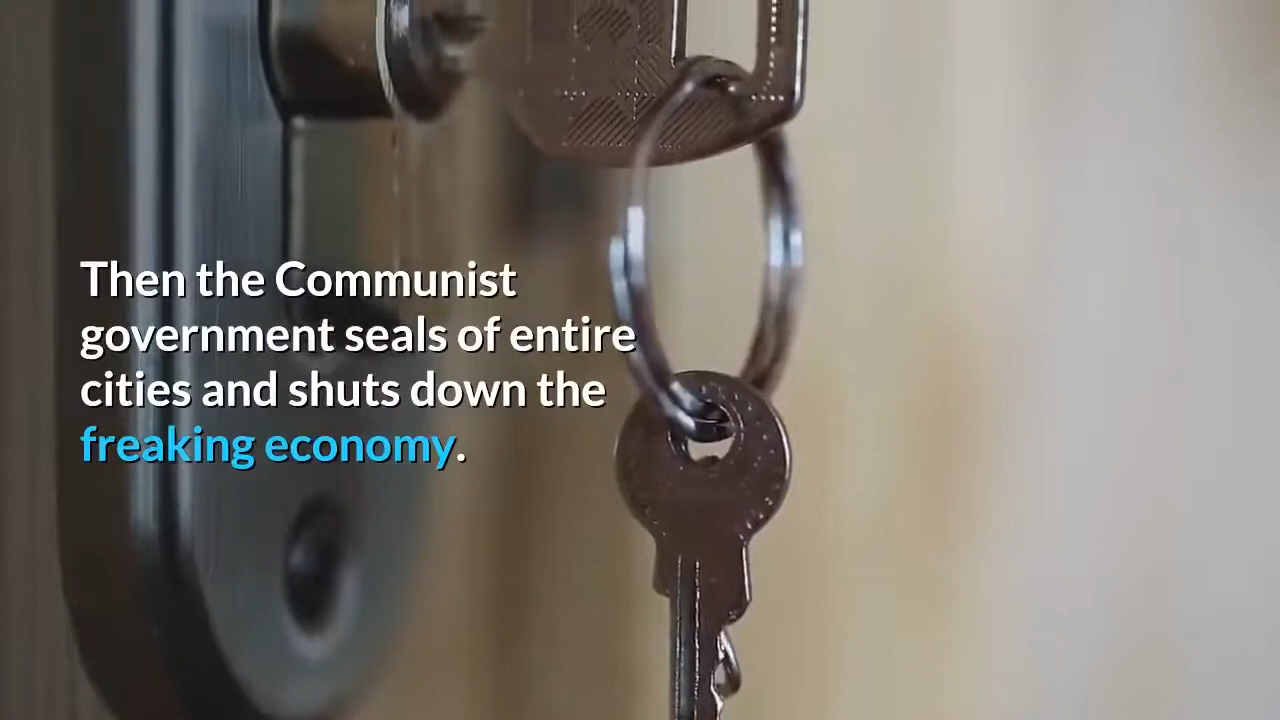 Then the Communist
government seals of entire
cities and shuts down the
freaking economy.